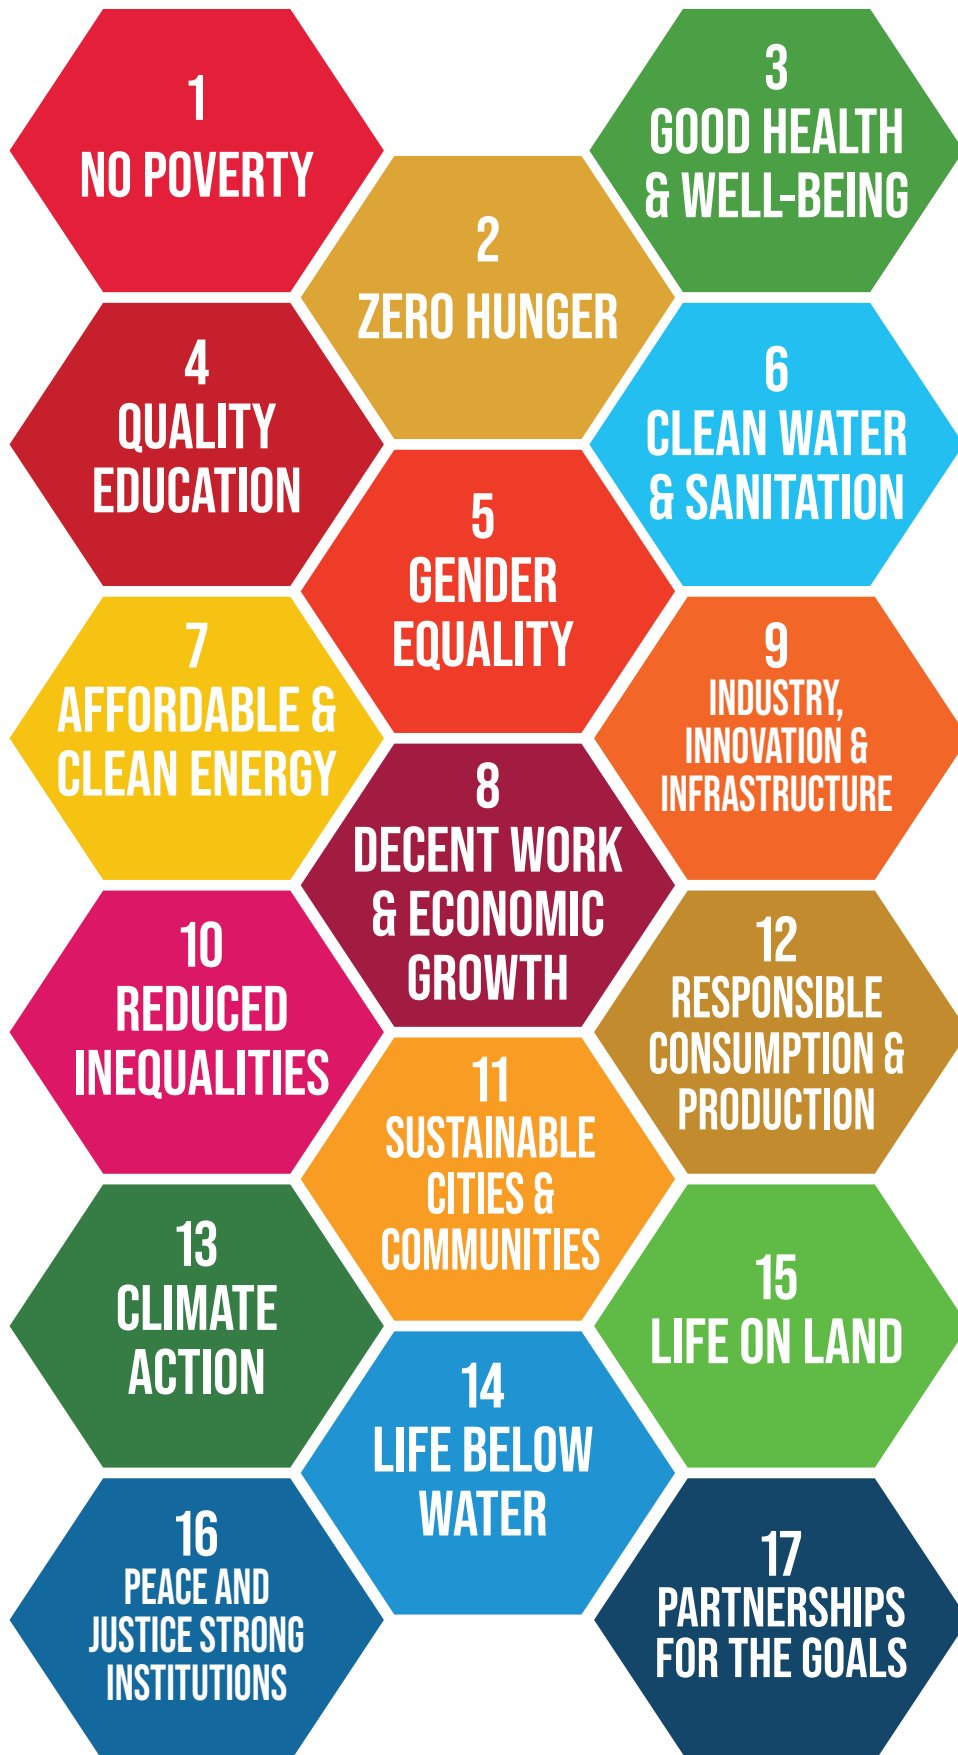 1
NO POVERTY
2
ZERO HUNGER
3
GOOD HEALTH
& WELL-BEING
4
QUALITY
EDUCATION
5
GENDER
EQUALITY
6
CLEAN WATER
& SANITATION
7
AFFORDABLE &
CLEAN ENERGY
8
DECENT WORK
& ECONOMIC
GROWTH
9
INDUSTRY,
INNOVATION &
INFRASTRUCTURE
10
REDUCED
INEQUALITIES
11
SUSTAINABLE
CITIES &
COMMUNITIES
12
RESPONSIBLE
CONSUMPTION &
PRODUCTION
13
CLIMATE
ACTION
14
LIFE BELOW
WATER
15
LIFE ON LAND
16
PEACE AND
JUSTICE STRONG
INSTITUTIONS
17
PARTNERSHIPS
FOR THE GOALS